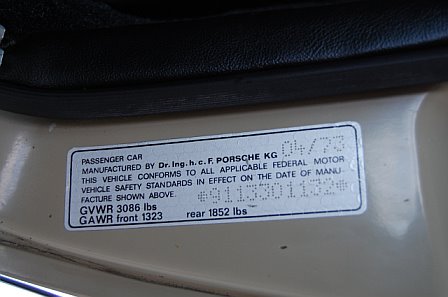 PASSENGER CAR
MANUFACTURED BY Dr. Ing. h. c. F. PORSCHE KG 04/73
THIS VEHICLE CONFORMS TO ALL APPLICABLE FEDERAL MOTOR
VEHICLE SAFETY STANDARDS IN EFFECT ON THE DATE OF MANU-
FACTURE SHOWN ABOVE. *9113501132*
GVWR 3086 lbs
GAWR front 1323 rear 1852 lbs